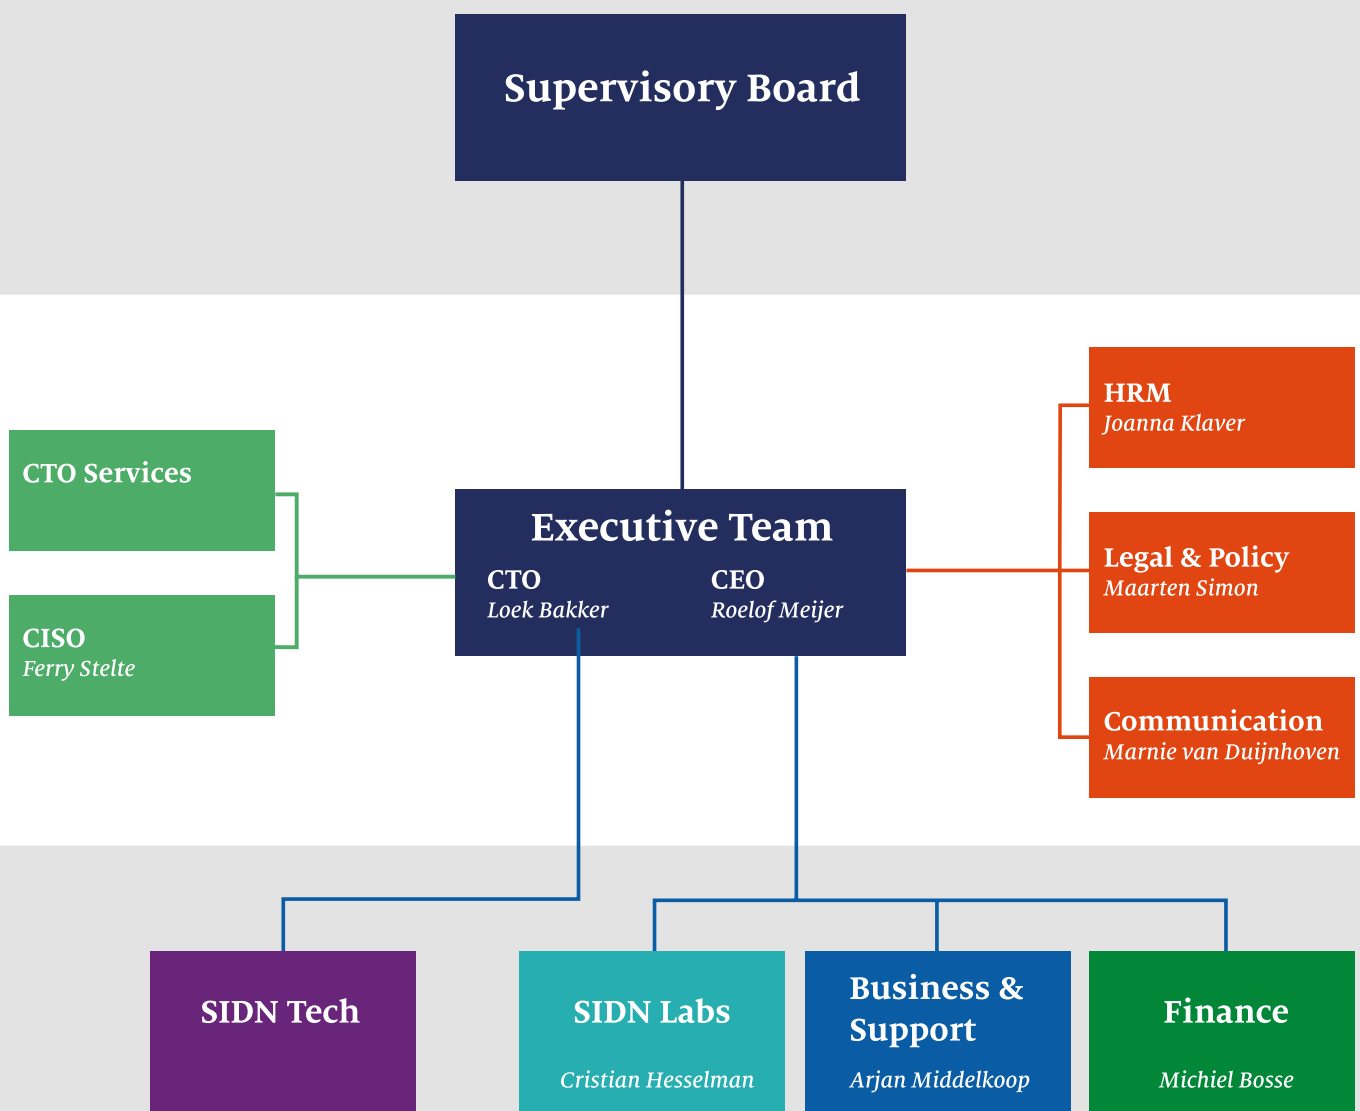 Supervisory Board
CTO Services
CISO
Ferry Stelte
Executive Team
CTO
Loek Bakker
CEO
Roelof Meijer
HRM
Joanna Klaver
Legal & Policy
Maarten Simon
Communication
Marnie van Duijnhoven
SIDN Tech
SIDN Labs
Cristian Hesselman
Business &
Support
Arjan Middelkoop
Finance
Michiel Bosse